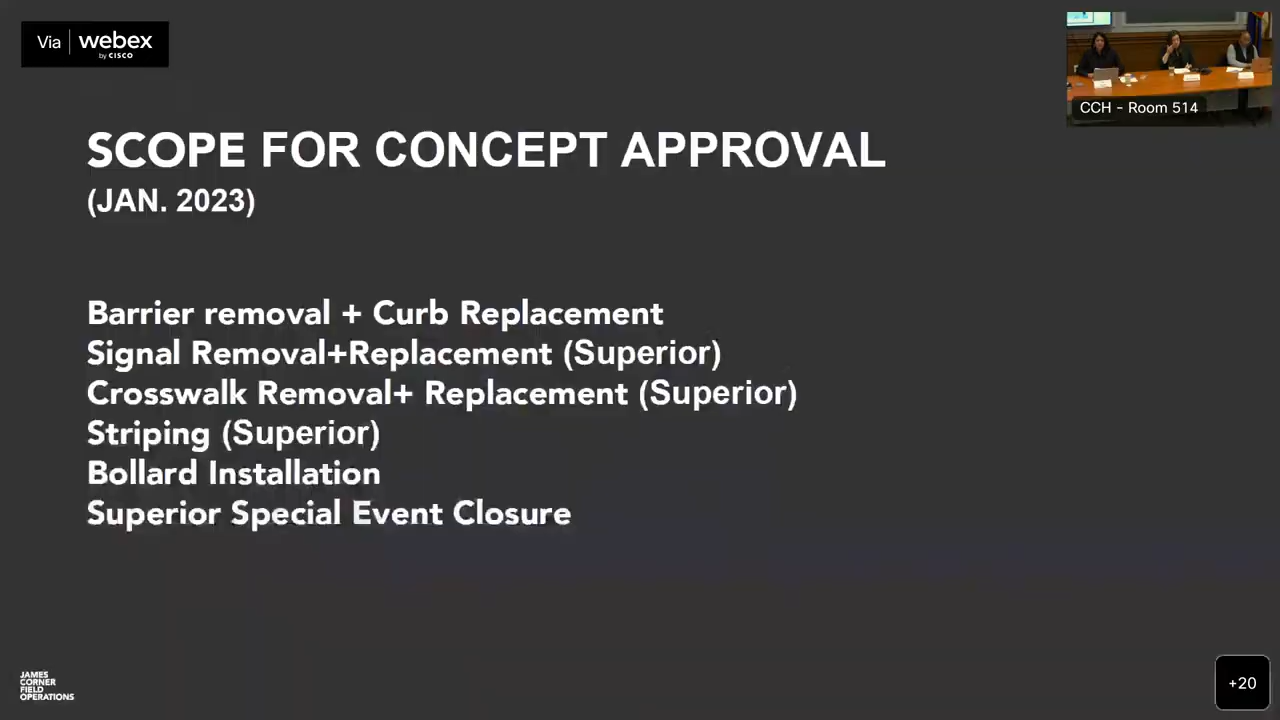 Via webex
by CISCO
CCH - Room 514
SCOPE FOR CONCEPT APPROVAL
(JAN. 2023)
Barrier removal + Curb Replacement
Signal Removal+Replacement (Superior)
Crosswalk Removal+ Replacement (Superior)
Striping (Superior)
Bollard Installation
Superior Special Event Closure
JAMES
CORNER
FIELD
OPERATIONS
+20